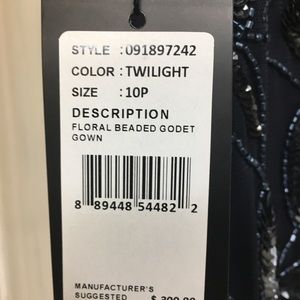 STYLE :091897242
COLOR :TWILIGHT
SIZE :10P
DESCRIPTION
FLORAL BEADED GODET
GOWN
8 89448 54482 2
MANUFACTURER'S
SUGGESTED